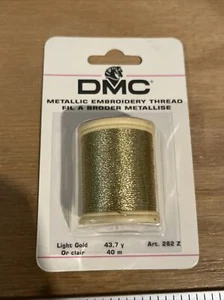 DMC
METALLIC EMBROIDERY THREAD
FIL A BRODER METALLISE
Light Gold 43.7 y Art. 282 Z
Or clair 40 m